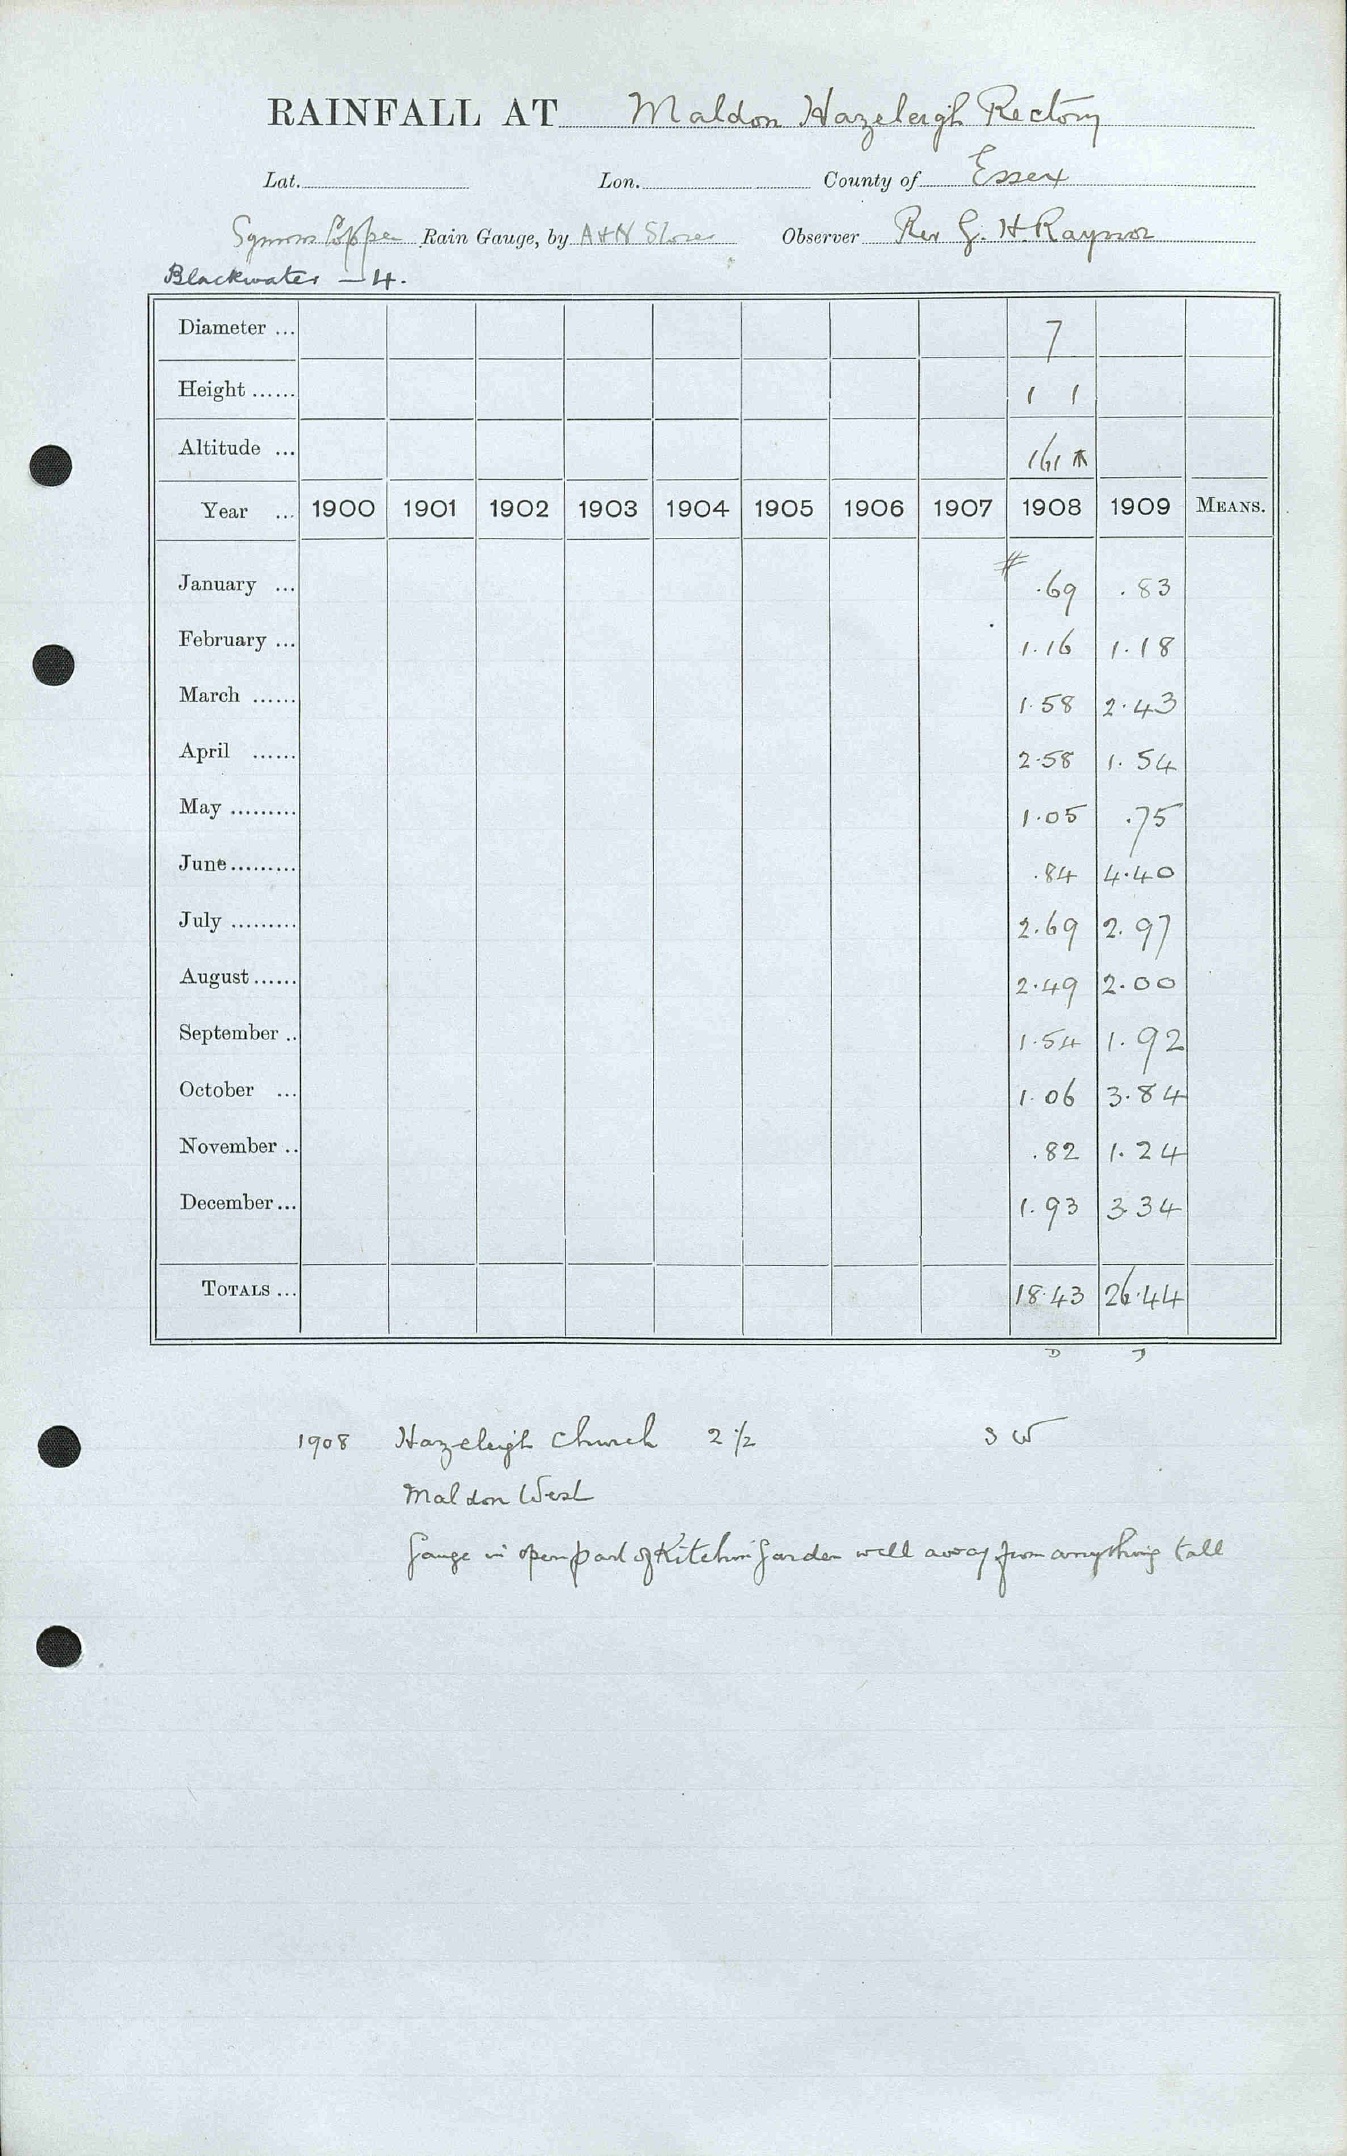 RAINFALL AT Maldon Hazeleigh Rectory
Lat. Lon. County of Essex
Symons Copper Rain Gauge, by A & N Stores Observer Rev G. H. Raynor
Blackwater — 4.
Diameter ... 7
Height ...... 1 1
Altitude ... 161
Year ... 1900 1901 1902 1903 1904 1905 1906 1907 1908 1909 MEANS.
#
January ... .69 .83
February ... 1.16 1.18
March ...... 1.58 2.43
April ...... 2.58 1.54
May ......... 1.05 .75
June ......... .84 4.40
July ......... 2.69 2.97
August ...... 2.49 2.00
September .. 1.54 1.92
October ... 1.06 3.84
November .. .82 1.24
December ... 1.93 3.34
TOTALS ... 18.43 26.44
1908 Hazeleigh Church 2 1/2 S W
Maldon West
Gauge in open part of Kitchen Garden well away from anything tall